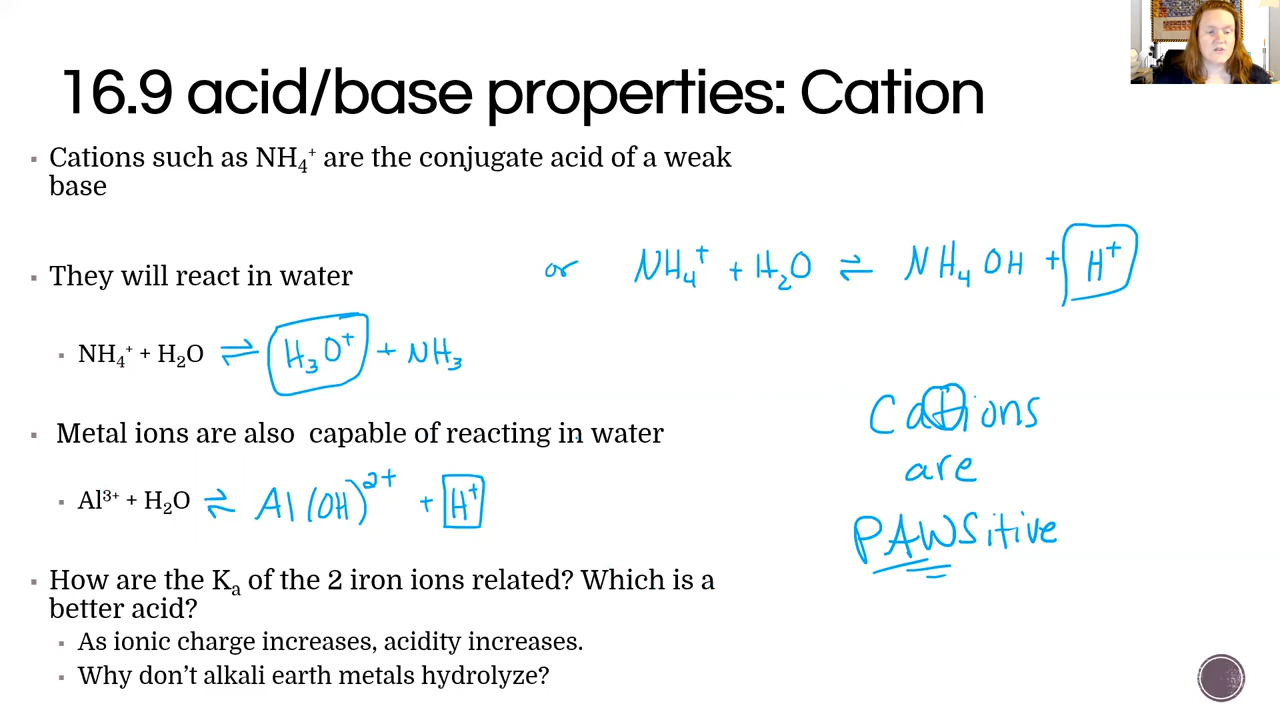 16.9 acid/base properties: Cation
▪ Cations such as NH₄⁺ are the conjugate acid of a weak
base
▪ They will react in water
or NH₄⁺ + H₂O ⇌ NH₄OH + H⁺
▪ NH₄⁺ + H₂O ⇌ H₃O⁺ + NH₃
▪ Metal ions are also capable of reacting in water
▪ Al³⁺ + H₂O ⇌ Al(OH)²⁺ + H⁺
Cations
are
PAWSitive
▪ How are the Kₐ of the 2 iron ions related? Which is a
better acid?
▪ As ionic charge increases, acidity increases.
▪ Why don’t alkali earth metals hydrolyze?